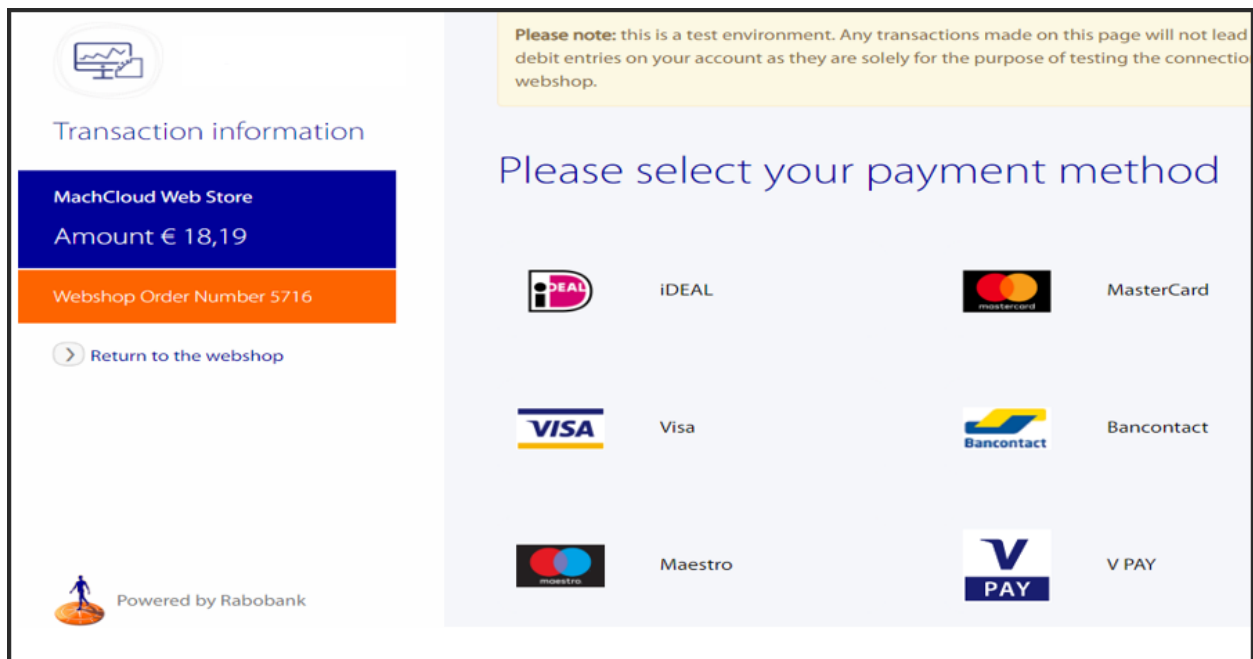 Please note: this is a test environment. Any transactions made on this page will not lead
debit entries on your account as they are solely for the purpose of testing the connectio
webshop.
Transaction information
MachCloud Web Store
Amount € 18,19
Webshop Order Number 5716
Return to the webshop
Powered by Rabobank
Please select your payment method
iDEAL
iDEAL
mastercard
MasterCard
VISA
Visa
Bancontact
Bancontact
maestro
Maestro
V
PAY
V PAY